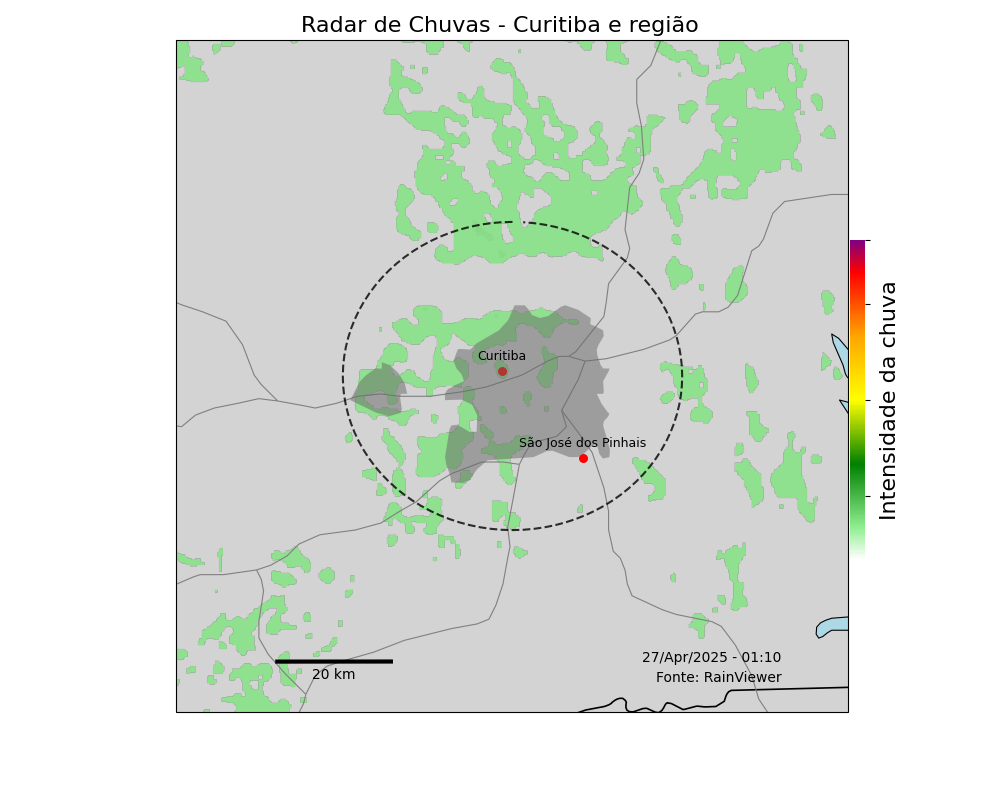 Radar de Chuvas - Curitiba e região
Curitiba
São José dos Pinhais
Intensidade da chuva
27/Apr/2025 - 01:10
Fonte: RainViewer
20 km